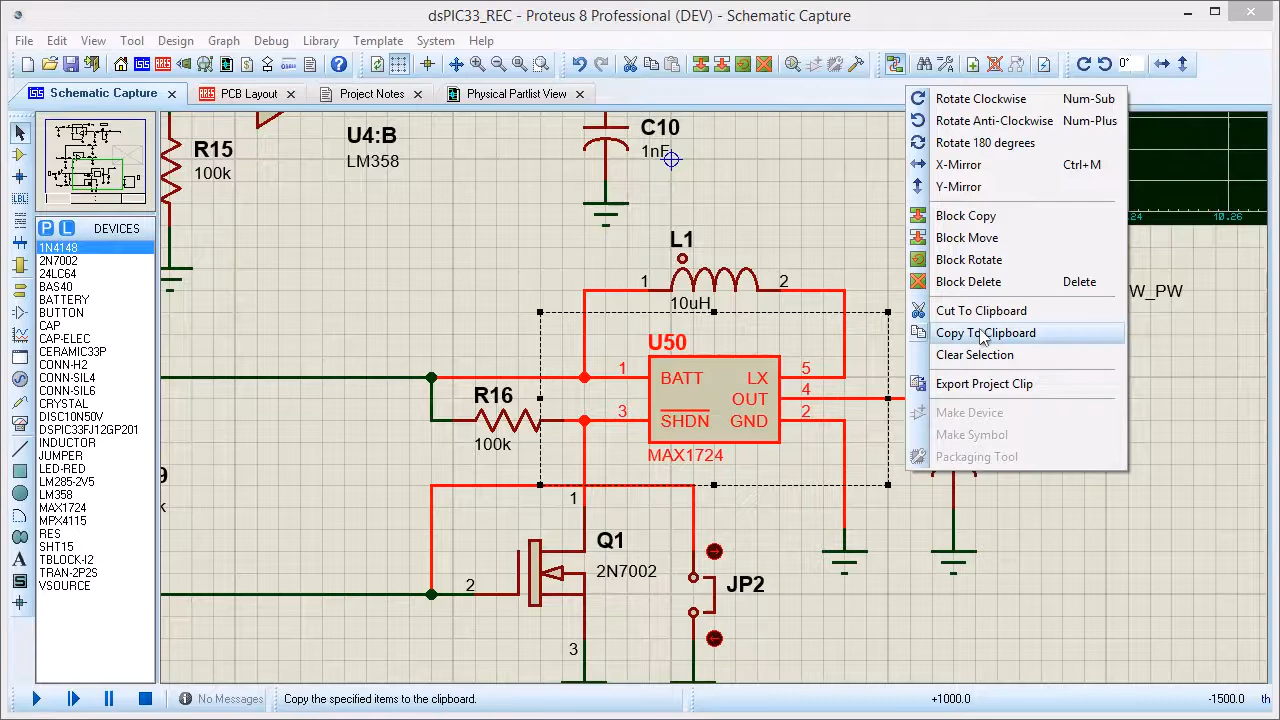 dsPIC33_REC - Proteus 8 Professional (DEV) - Schematic Capture
File Edit View Tool Design Graph Debug Library Template System Help
0°
Schematic Capture PCB Layout Project Notes Physical Partlist View
P L DEVICES
1N4148
2N7002
24LC64
BAS40
BATTERY
BUTTON
CAP
CAP-ELEC
CERAMIC33P
CONN-H2
CONN-SIL4
CONN-SIL6
CRYSTAL
DISC10N50V
DSPIC33FJ12GP201
INDUCTOR
JUMPER
LED-RED
LM285-2V5
LM358
MAX1724
MPX4115
RES
SHT15
TBLOCK-I2
TRAN-2P2S
VSOURCE
R15
100k
U4:B
LM358
C10
1nF
L1
1 2
10uH
U50
1 BATT LX 5
OUT 4
3 SHDN GND 2
MAX1724
R16
100k
1
Q1
2N7002
2
3
JP2
9
k
Rotate Clockwise Num-Sub
Rotate Anti-Clockwise Num-Plus
Rotate 180 degrees
X-Mirror Ctrl+M
Y-Mirror
Block Copy
Block Move
Block Rotate
Block Delete Delete
Cut To Clipboard
Copy To Clipboard
Clear Selection
Export Project Clip
Make Device
Make Symbol
Packaging Tool
.24 10.26
W_PW
No Messages Copy the specified items to the clipboard. +1000.0 -1500.0 th